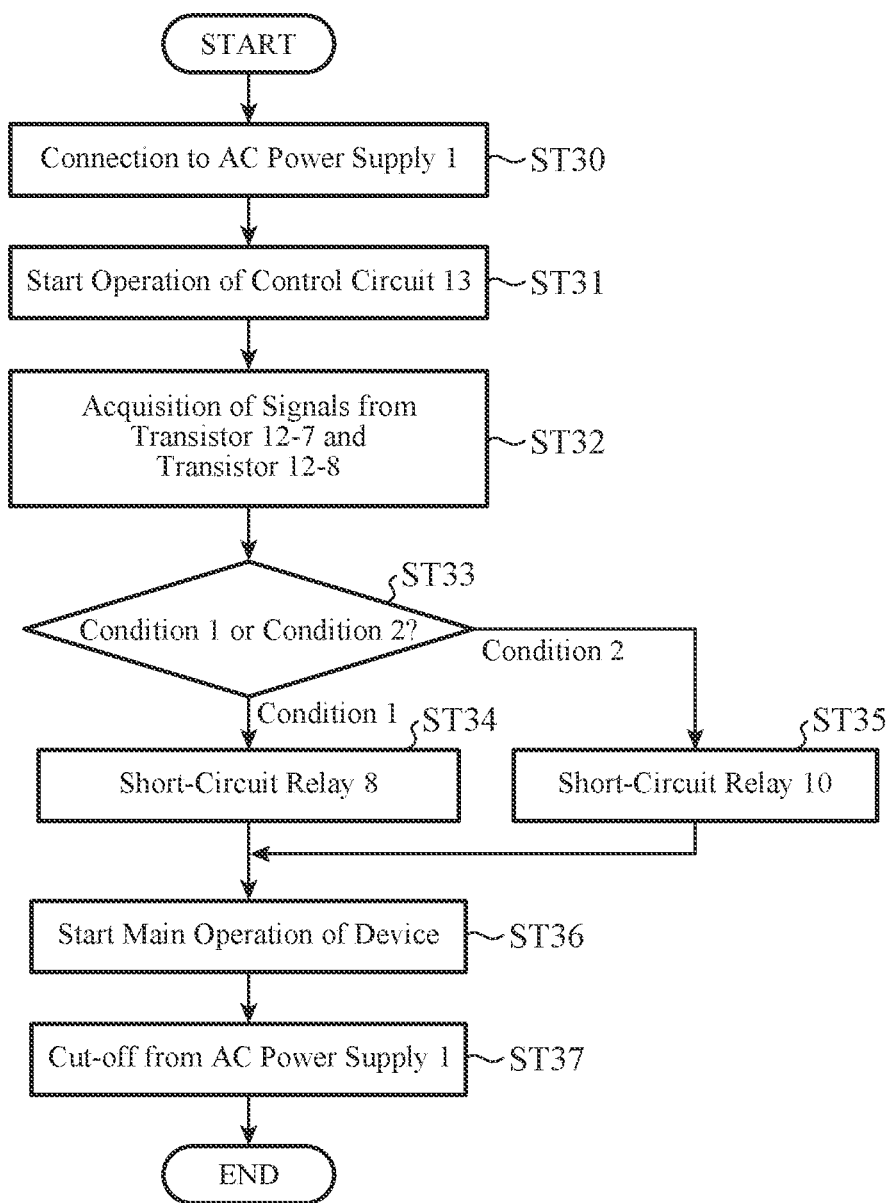 START
Connection to AC Power Supply 1
ST30
Start Operation of Control Circuit 13
ST31
Acquisition of Signals from
Transistor 12-7 and
Transistor 12-8
ST32
ST33
Condition 1 or Condition 2?
Condition 2
Condition 1
ST34
ST35
Short-Circuit Relay 8
Short-Circuit Relay 10
Start Main Operation of Device
ST36
Cut-off from AC Power Supply 1
ST37
END